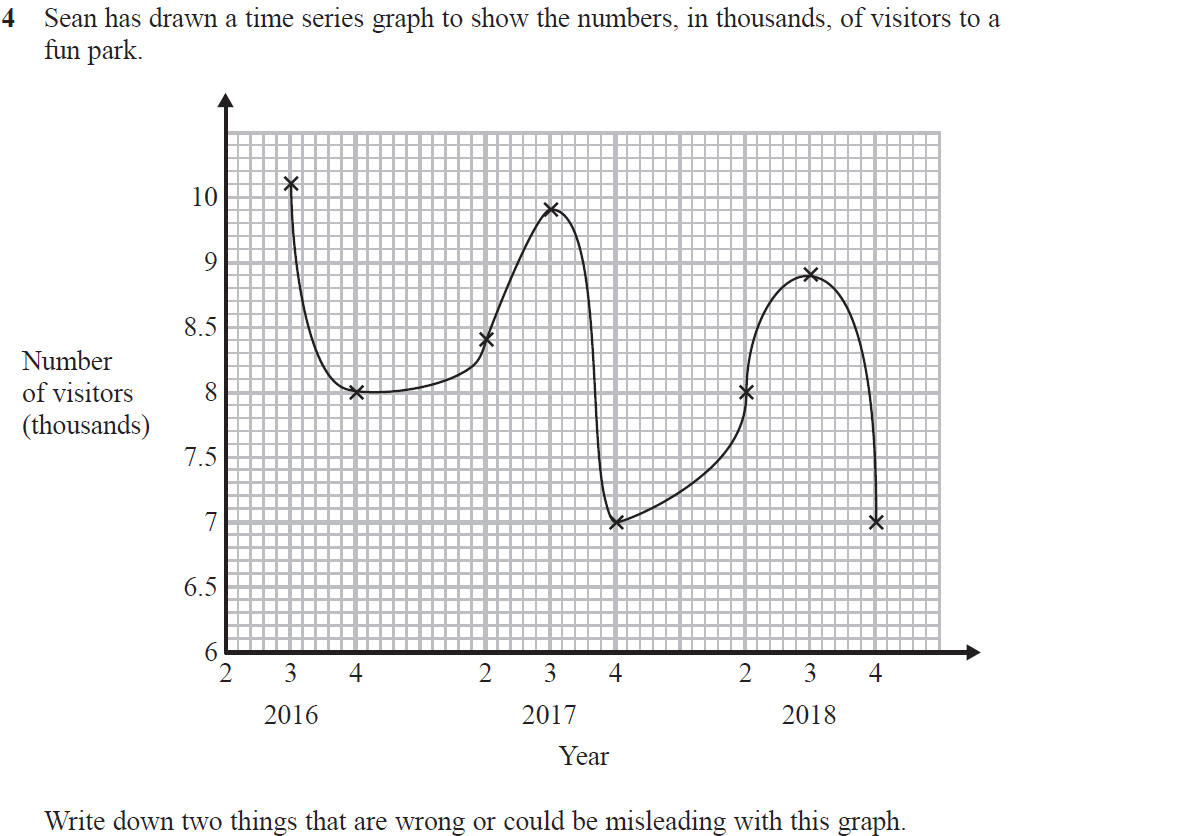 4 Sean has drawn a time series graph to show the numbers, in thousands, of visitors to a
fun park.
10
9
8.5
Number
of visitors
(thousands)
8
7.5
7
6.5
6
2 3 4 2 3 4 2 3 4
2016 2017 2018
Year
Write down two things that are wrong or could be misleading with this graph.